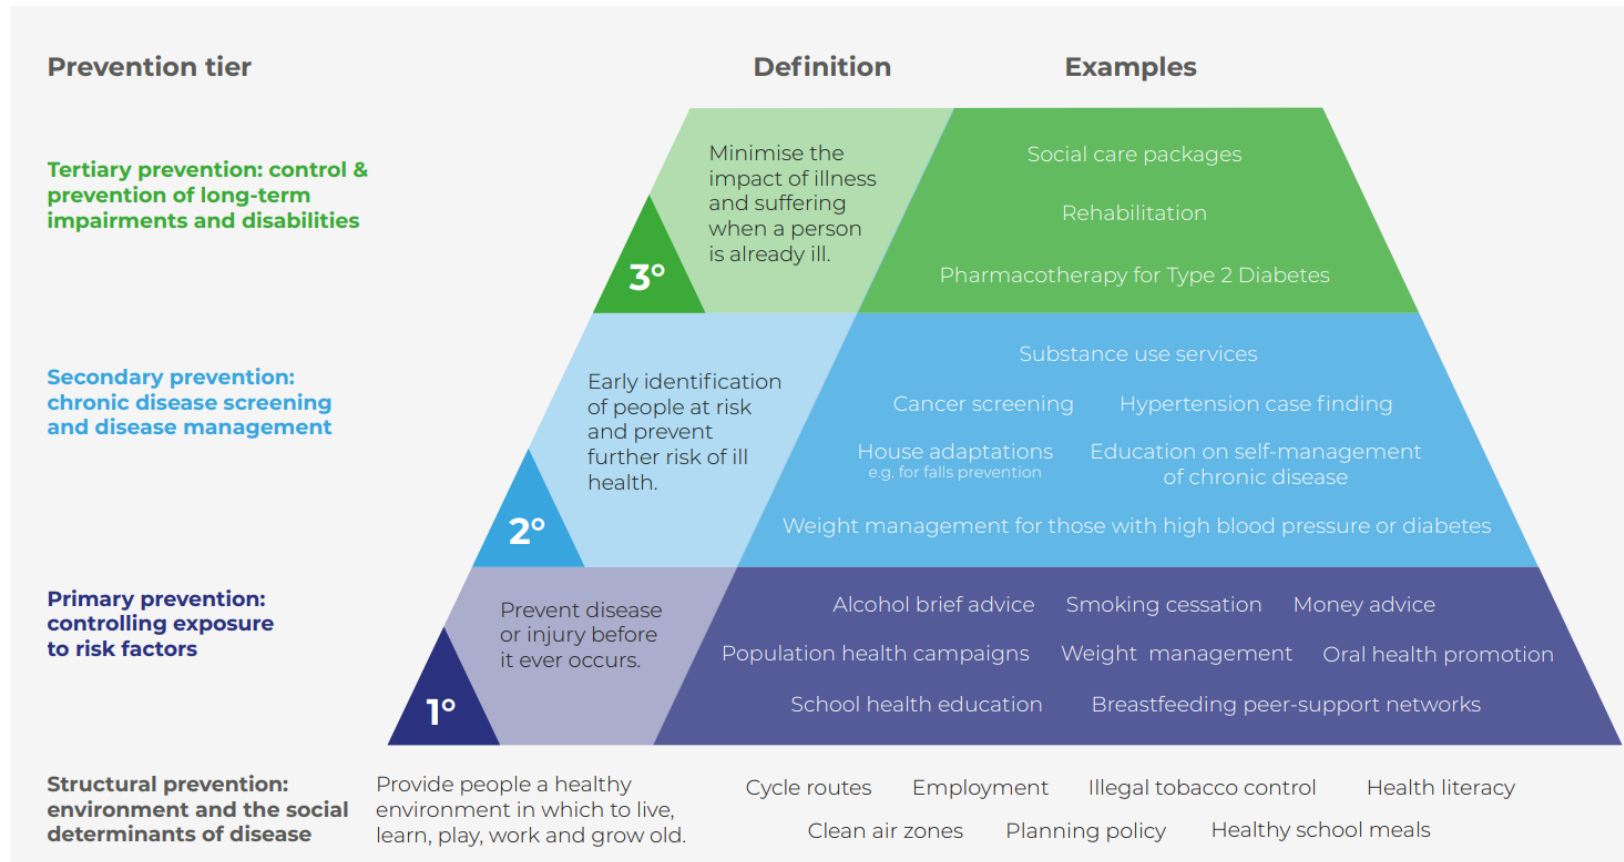 Prevention tier
Definition
Examples
Tertiary prevention: control &
prevention of long-term
impairments and disabilities
3°
Minimise the
impact of illness
and suffering
when a person
is already ill.
Social care packages
Rehabilitation
Pharmacotherapy for Type 2 Diabetes
Secondary prevention:
chronic disease screening
and disease management
2°
Early identification
of people at risk
and prevent
further risk of ill
health.
Substance use services
Cancer screening
Hypertension case finding
House adaptations
e.g. for falls prevention
Education on self-management
of chronic disease
Weight management for those with high blood pressure or diabetes
Primary prevention:
controlling exposure
to risk factors
1°
Prevent disease
or injury before
it ever occurs.
Alcohol brief advice
Smoking cessation
Money advice
Population health campaigns
Weight management
Oral health promotion
School health education
Breastfeeding peer-support networks
Structural prevention:
environment and the social
determinants of disease
Provide people a healthy
environment in which to live,
learn, play, work and grow old.
Cycle routes
Employment
Illegal tobacco control
Health literacy
Clean air zones
Planning policy
Healthy school meals